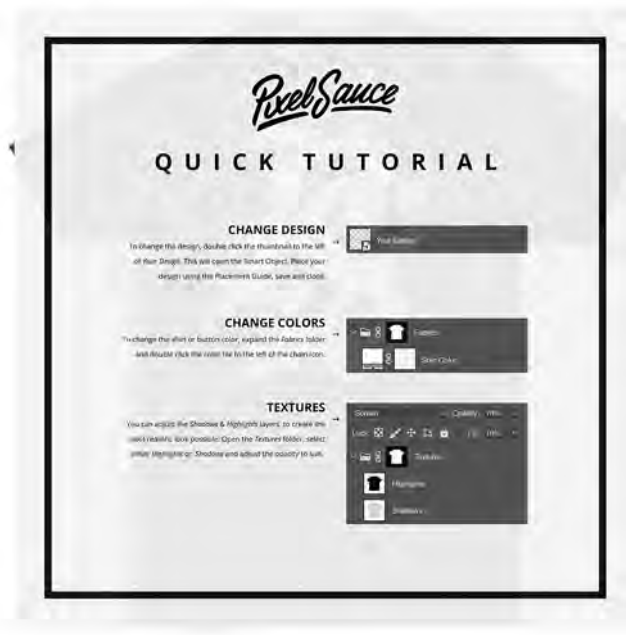 PixelSauce
QUICK TUTORIAL
CHANGE DESIGN
To change the design, double click the thumbnail to the left
of Your Design. This will open the Smart Object. Place your
design using the Placement Guide, save and close.
→
Your Design
CHANGE COLORS
To change the shirt or button color, expand the Fabrics folder
and double click the color tile to the left of the chain icon.
→
Shirt Color
TEXTURES
You can adjust the Shadows & Highlights layers, to create the
most realistic look possible. Open the Textures folder, select
either Highlights or Shadows and adjust the opacity to suit.
→
Screen
Opacity:
Lock:
Textures
Highlights
Shadows